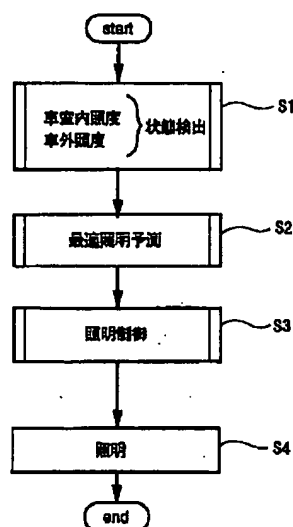 start
車室内照度
車外照度
状態検出
S1
最適照明予測
S2
照明制御
S3
照明
S4
end